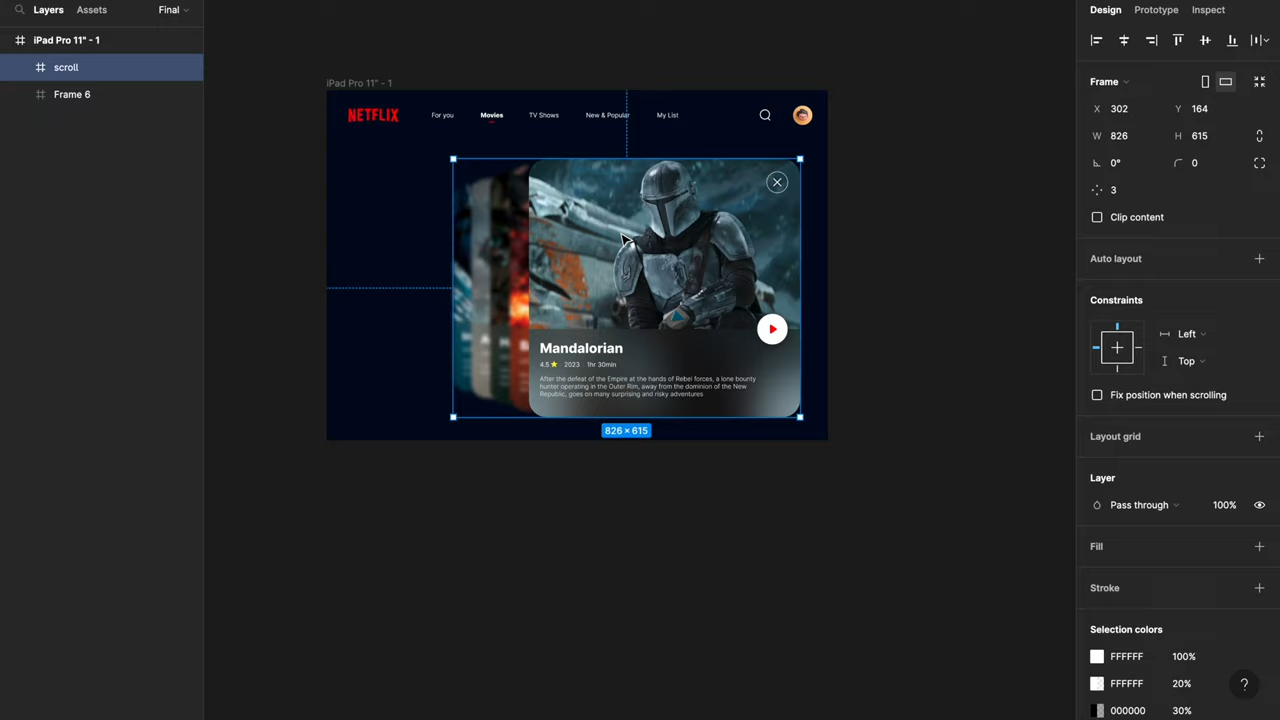 Layers Assets Final
iPad Pro 11" - 1
scroll
Frame 6
iPad Pro 11" - 1
NETFLIX For you Movies TV Shows New & Popular My List
Mandalorian
4.5 2023 1hr 30min
After the defeat of the Empire at the hands of Rebel forces, a lone bounty
hunter operating in the Outer Rim, away from the dominion of the New
Republic, goes on many surprising and risky adventures
826 × 615
Design Prototype Inspect
Frame
X 302 Y 164
W 826 H 615
0° 0
3
Clip content
Auto layout
Constraints
Left
Top
Fix position when scrolling
Layout grid
Layer
Pass through 100%
Fill
Stroke
Selection colors
FFFFFF 100%
FFFFFF 20%
000000 30%
?